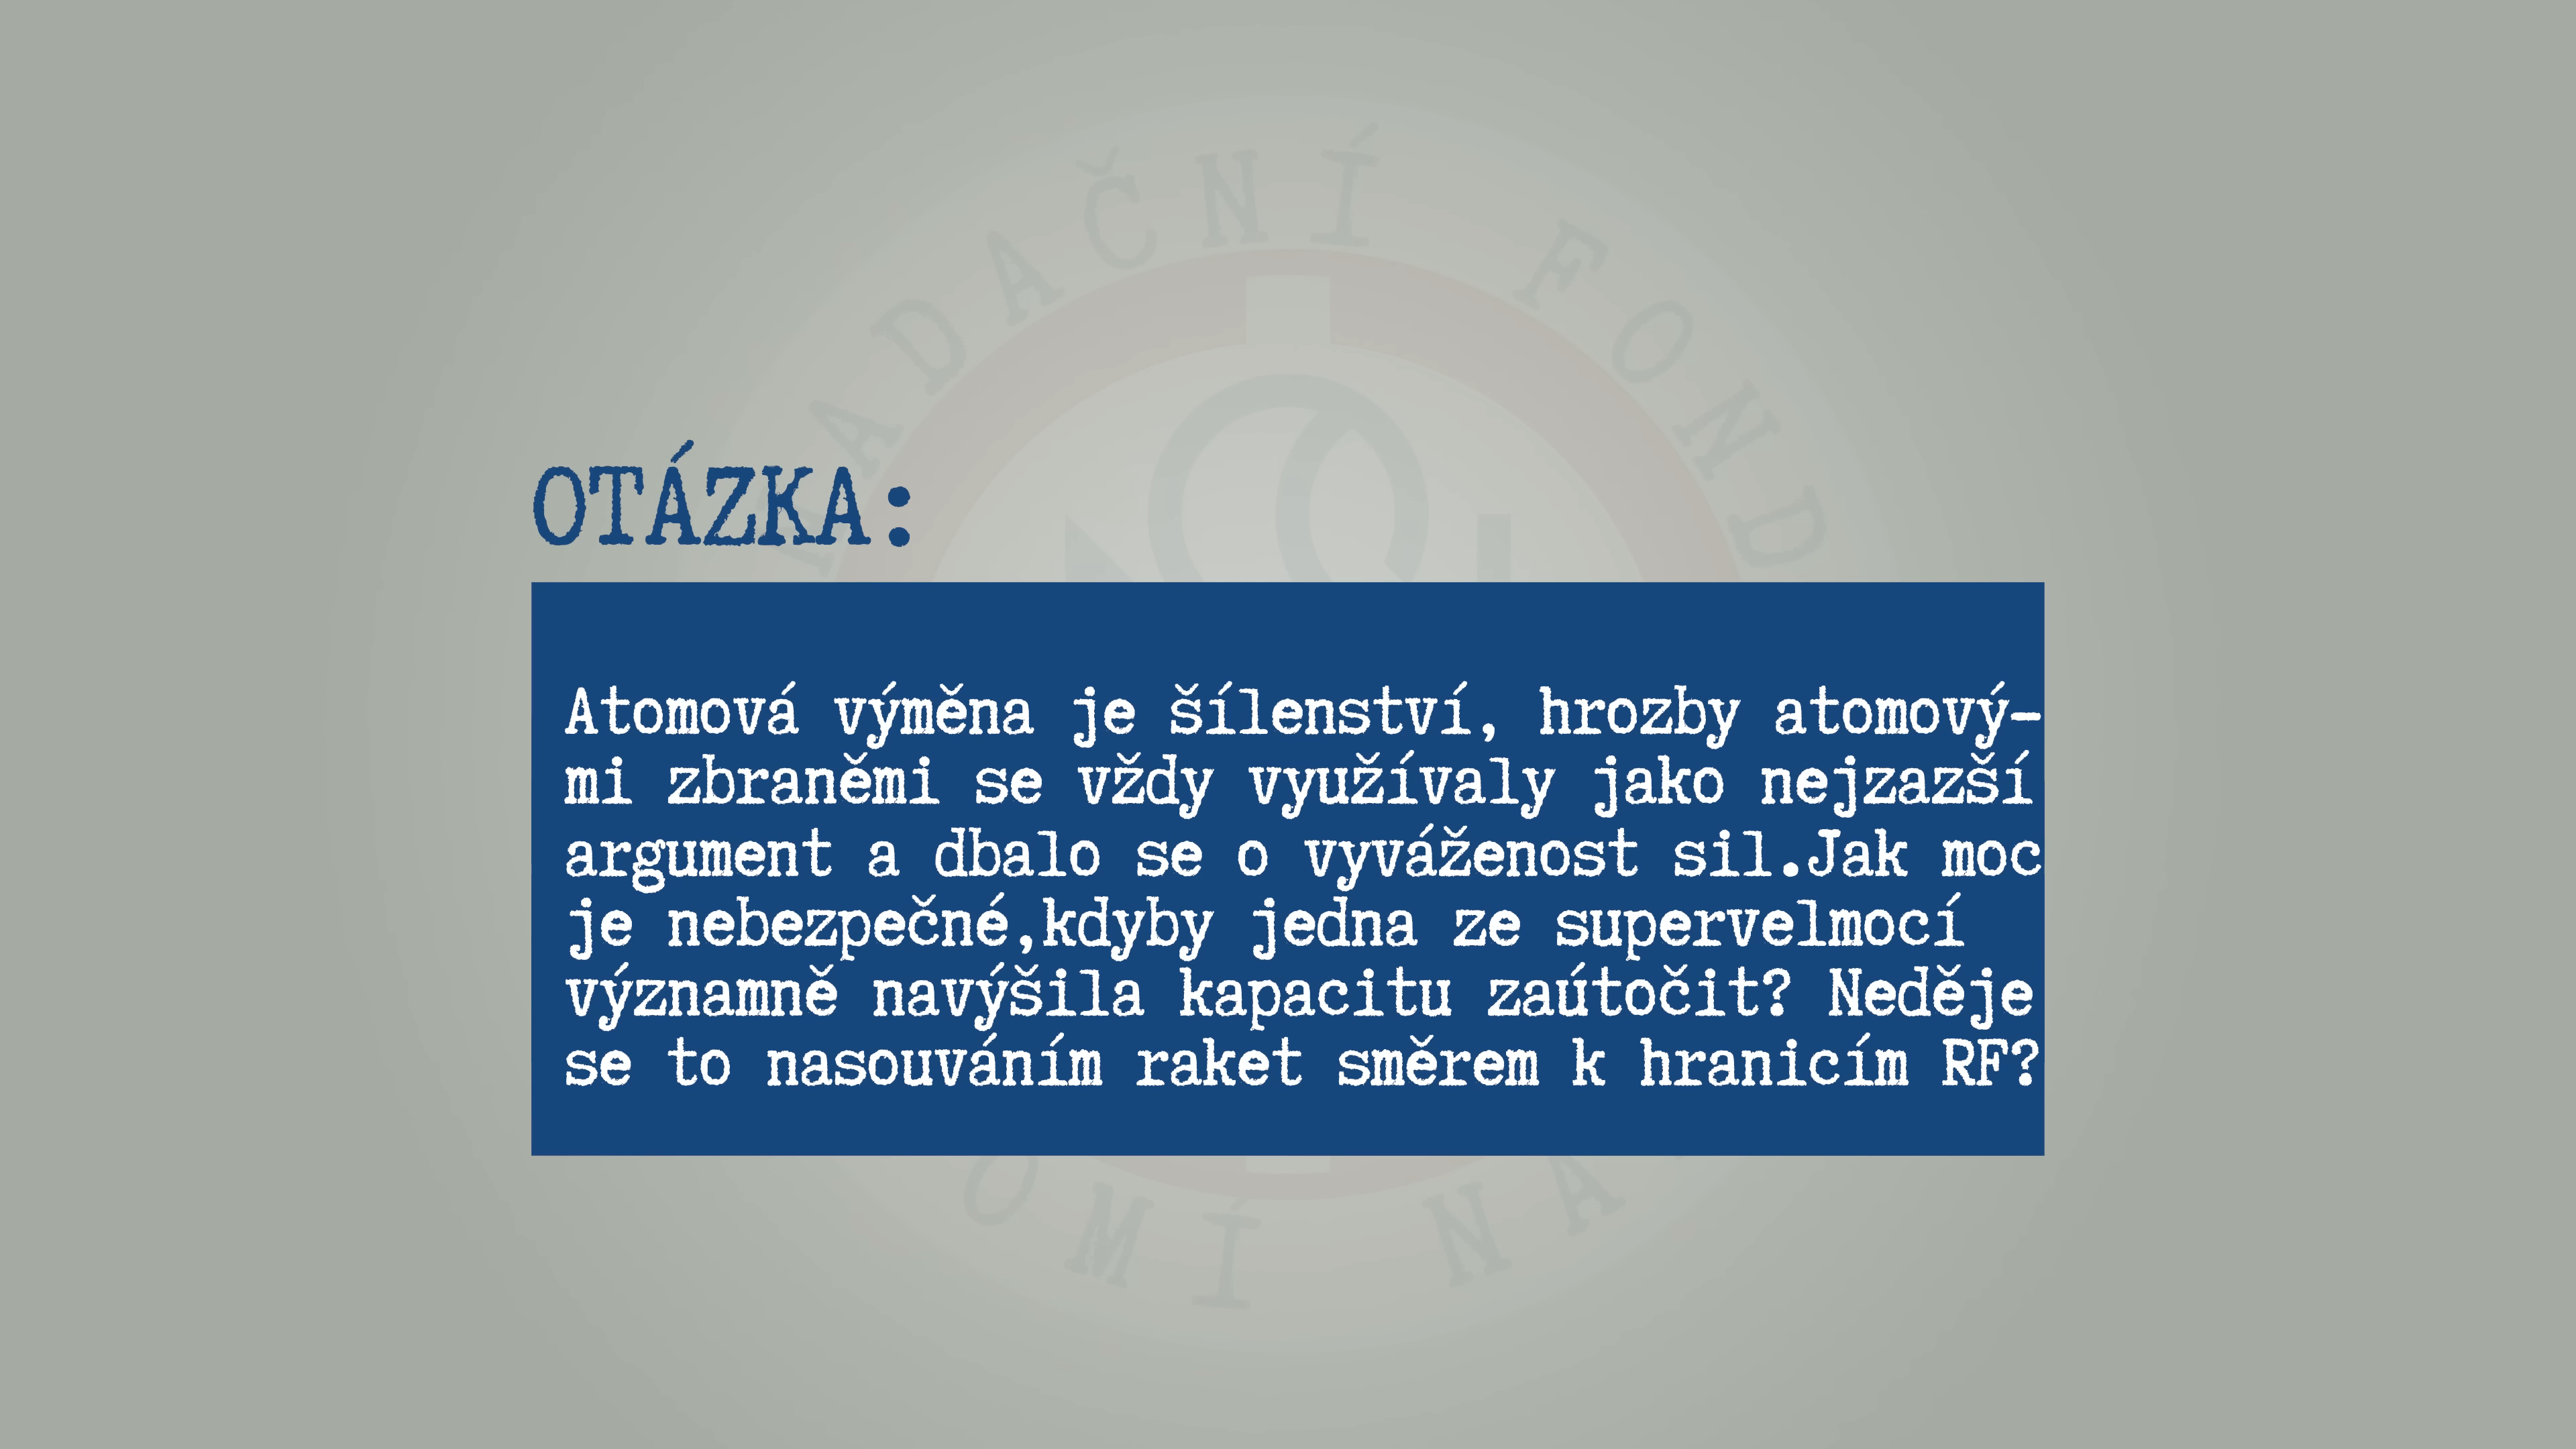 NADAČNÍ FOND
OTÁZKA:
Atomová výměna je šílenství, hrozby atomový-
mi zbraněmi se vždy využívaly jako nejzazší
argument a dbalo se o vyváženost sil.Jak moc
je nebezpečné,kdyby jedna ze supervelmocí
významně navýšila kapacitu zaútočit? Neděje
se to nasouváním raket směrem k hranicím RF?